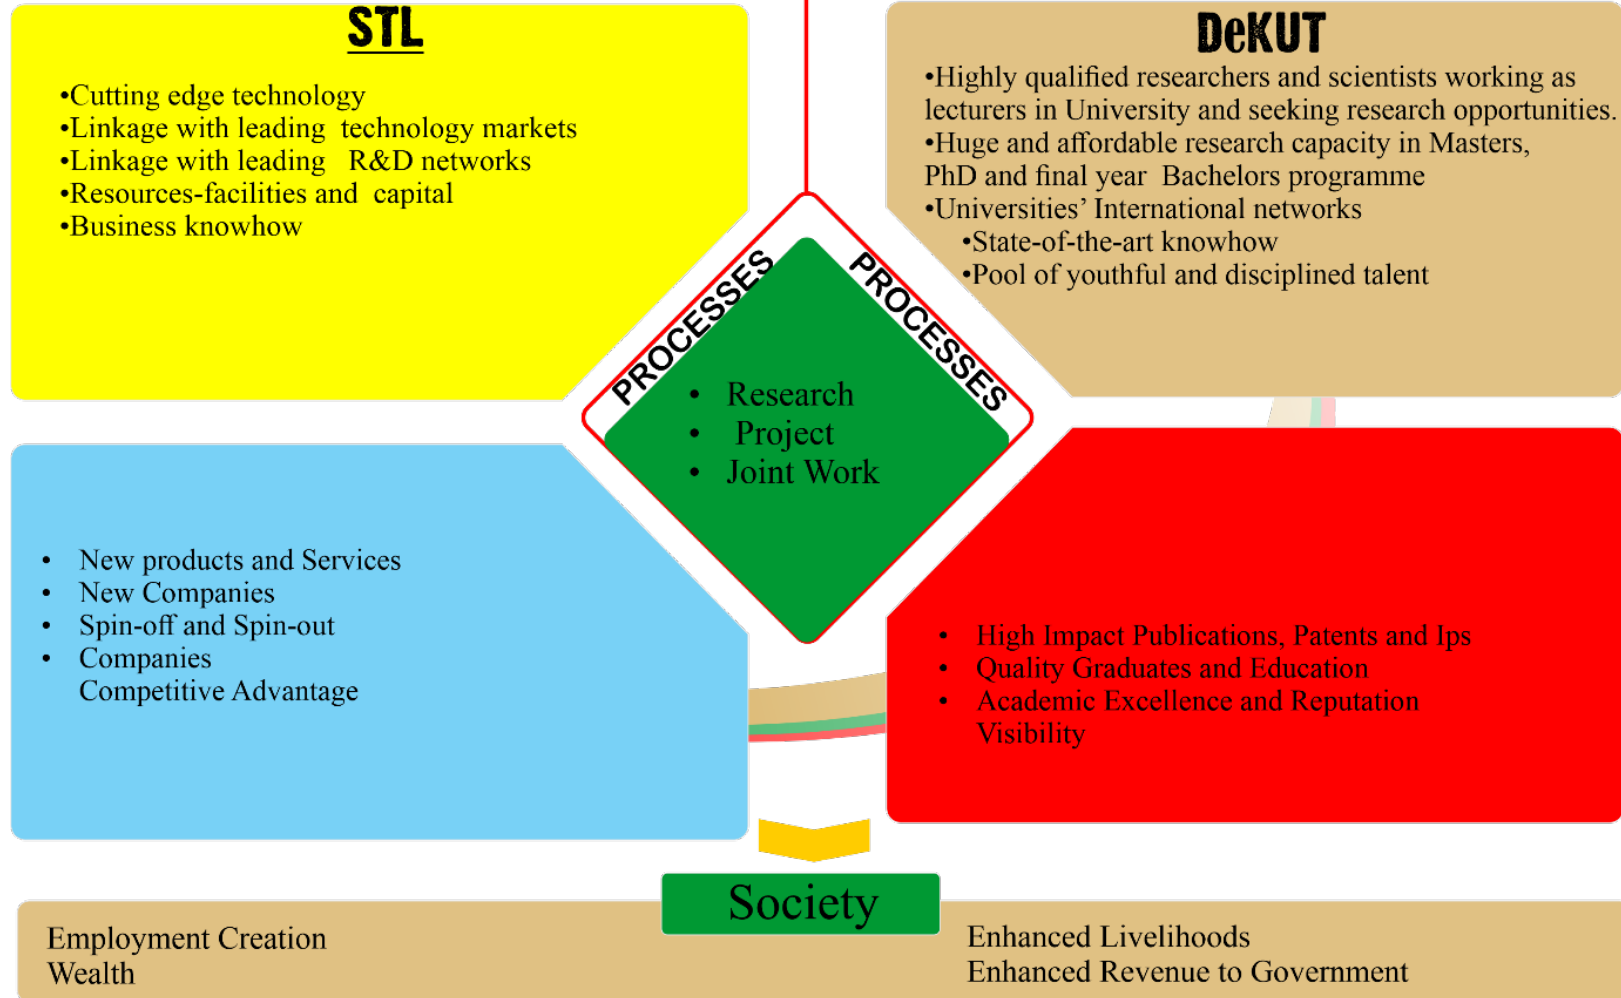 STL
•Cutting edge technology
•Linkage with leading technology markets
•Linkage with leading R&D networks
•Resources-facilities and capital
•Business knowhow
DeKUT
•Highly qualified researchers and scientists working as
lecturers in University and seeking research opportunities.
•Huge and affordable research capacity in Masters,
PhD and final year Bachelors programme
•Universities’ International networks
•State-of-the-art knowhow
•Pool of youthful and disciplined talent
PROCESSES
PROCESSES
• Research
• Project
• Joint Work
• New products and Services
• New Companies
• Spin-off and Spin-out
• Companies
Competitive Advantage
• High Impact Publications, Patents and Ips
• Quality Graduates and Education
• Academic Excellence and Reputation
Visibility
Society
Employment Creation
Wealth
Enhanced Livelihoods
Enhanced Revenue to Government